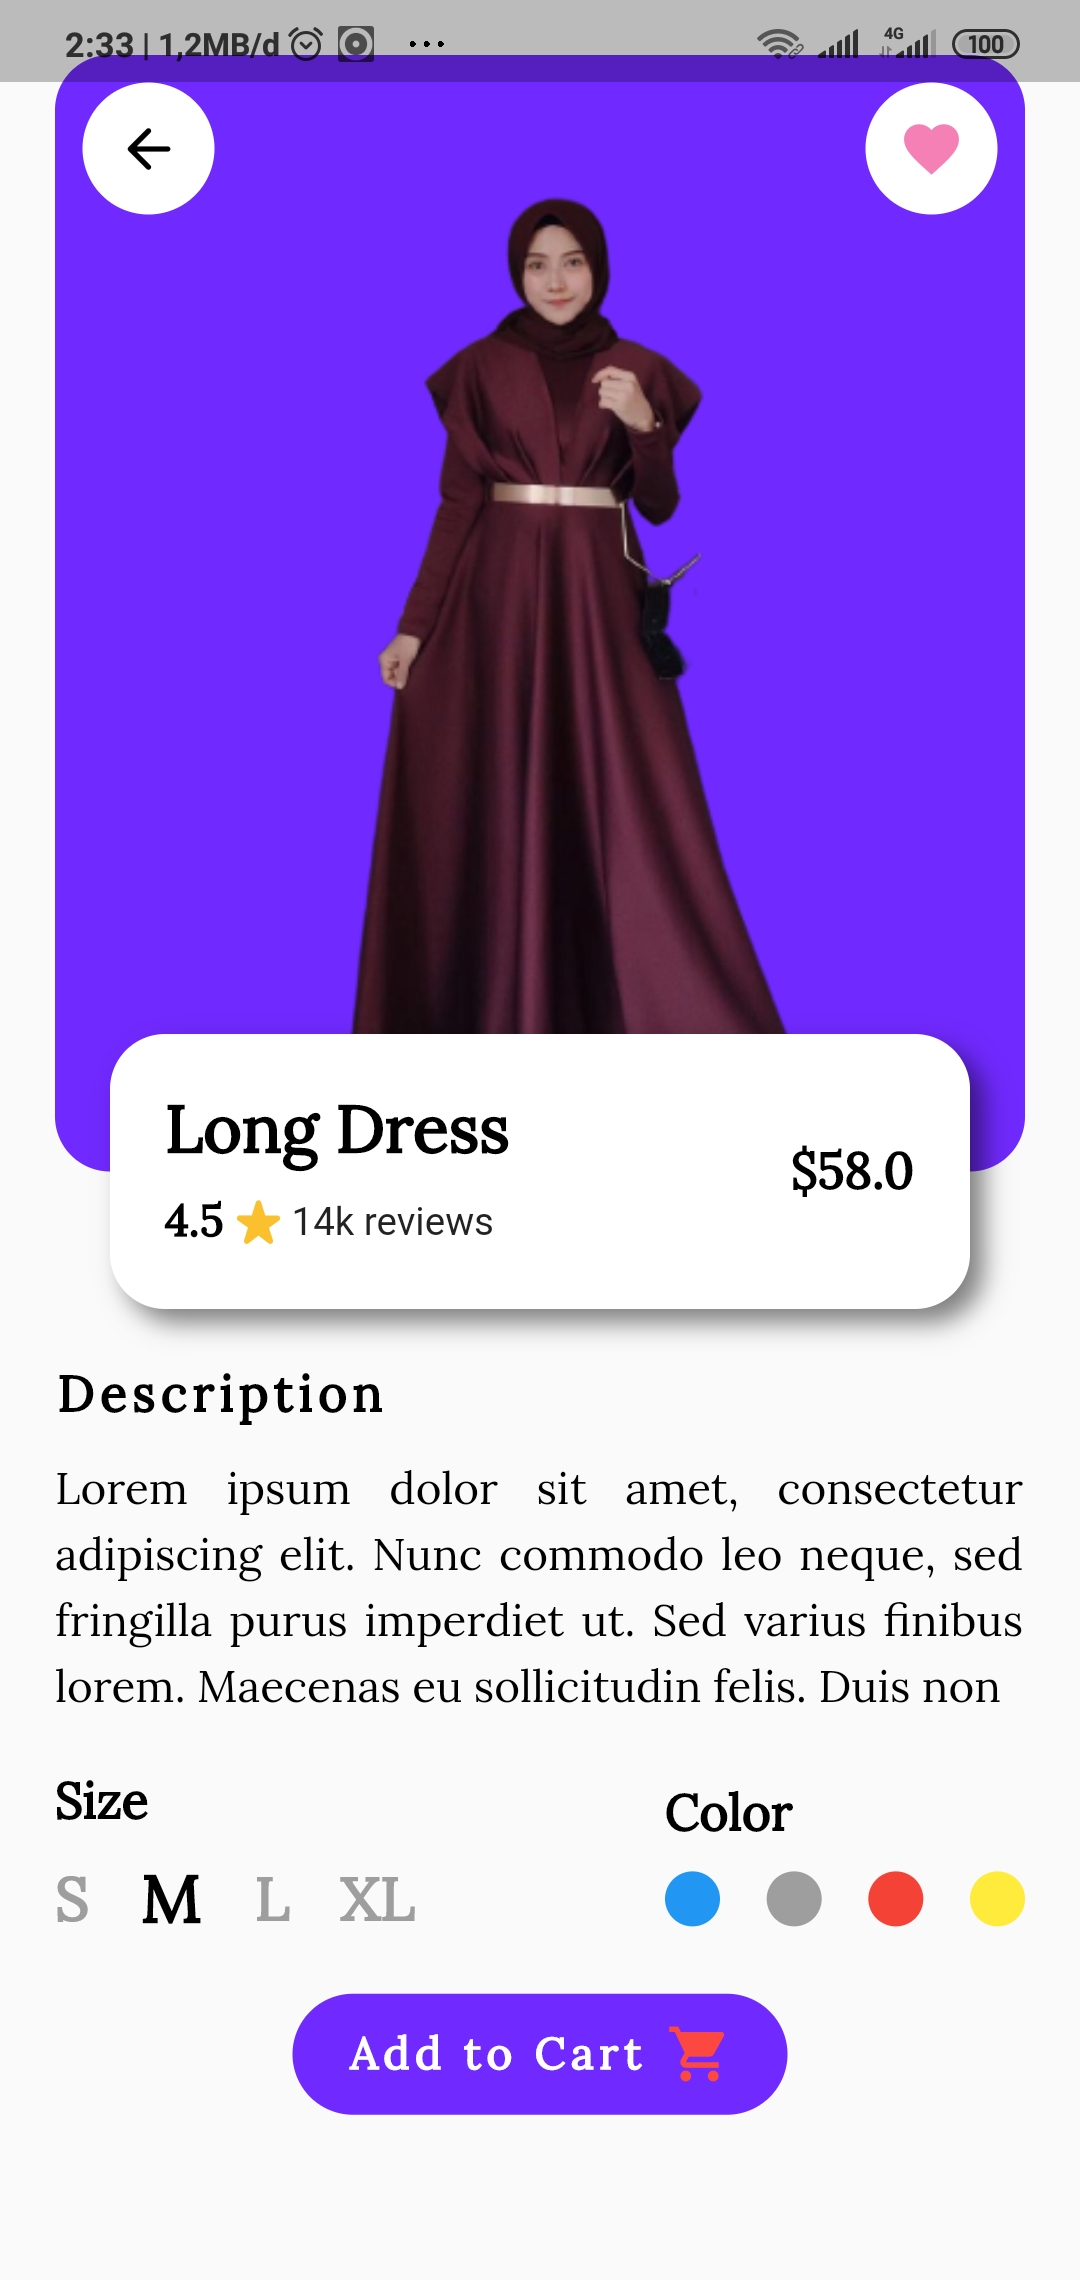 2:33 | 1,2MB/d ... 4G 100
Long Dress
$58.0
4.5 14k reviews
Description
Lorem ipsum dolor sit amet, consectetur
adipiscing elit. Nunc commodo leo neque, sed
fringilla purus imperdiet ut. Sed varius finibus
lorem. Maecenas eu sollicitudin felis. Duis non
Size
Color
S M L XL
Add to Cart